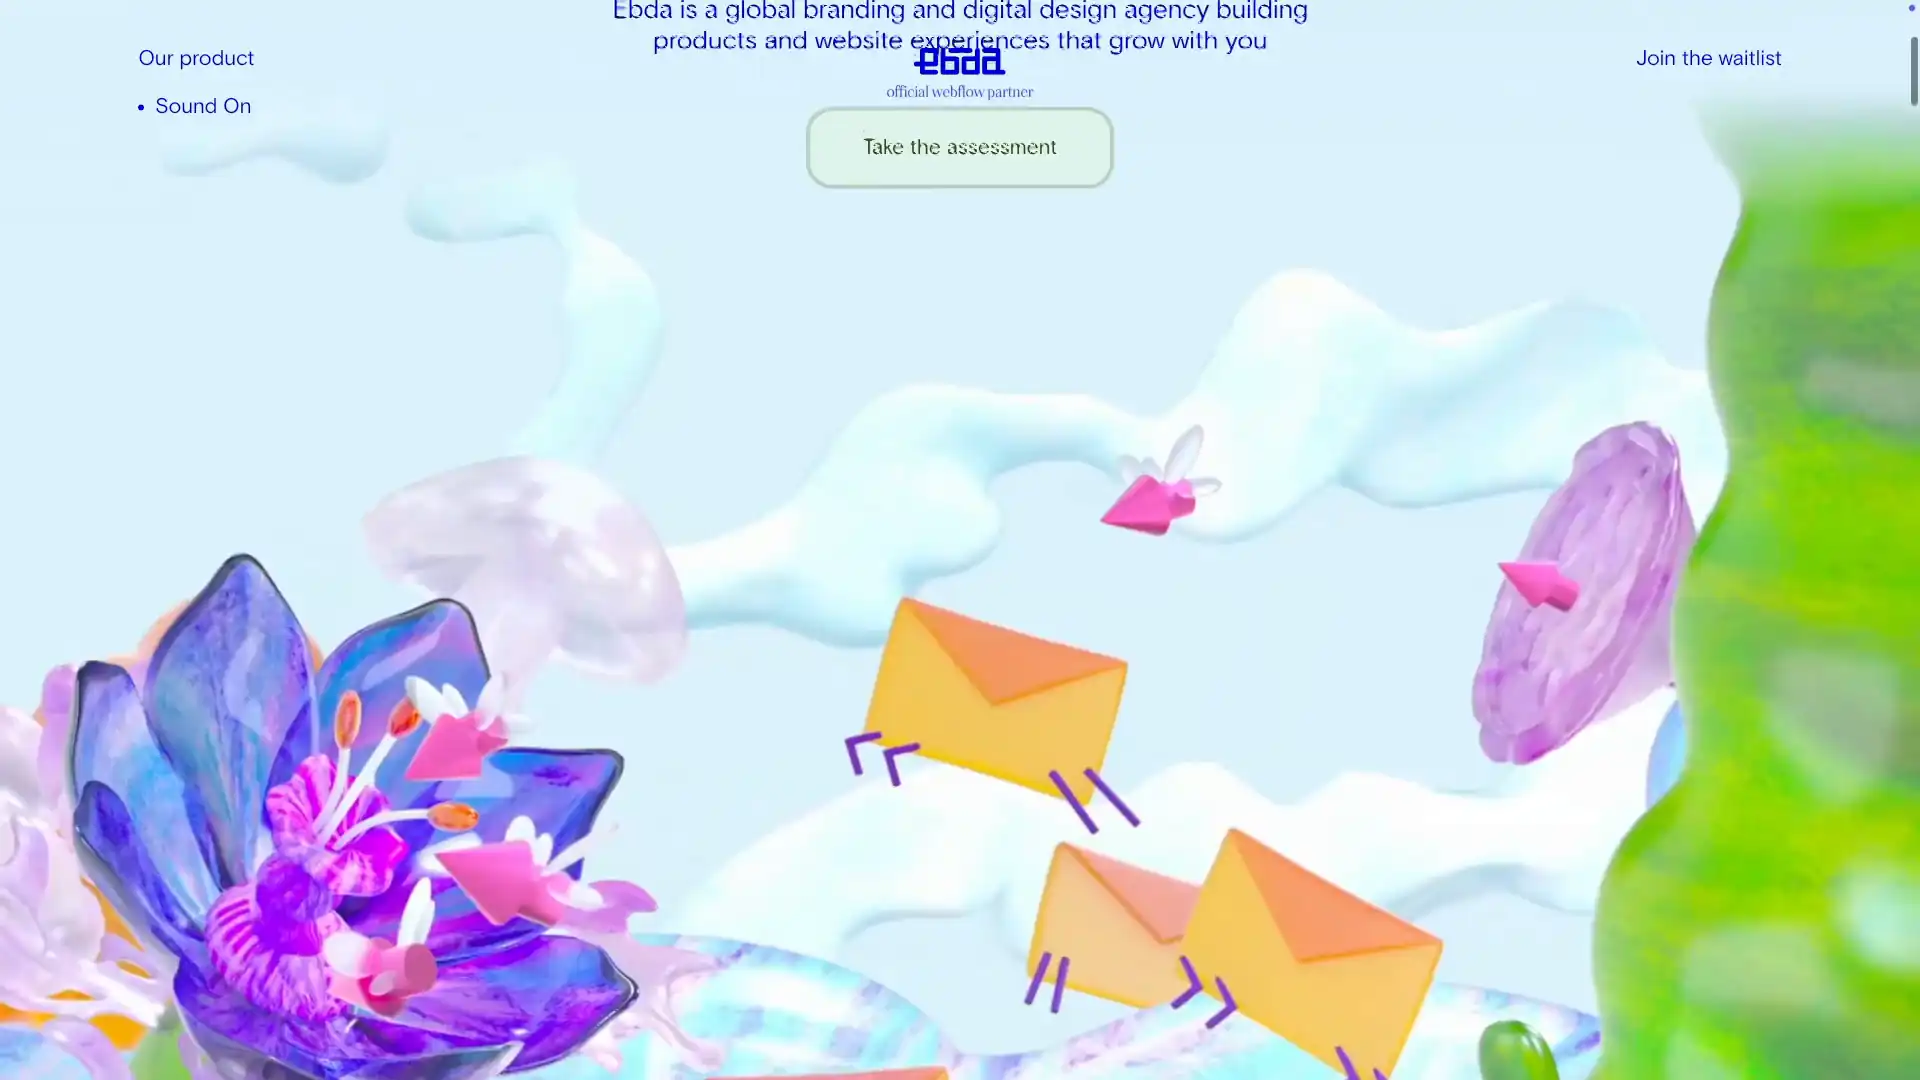 Ebda is a global branding and digital design agency building
products and website experiences that grow with you
Our product
ebda
Join the waitlist
official webflow partner
Sound On
Take the assessment